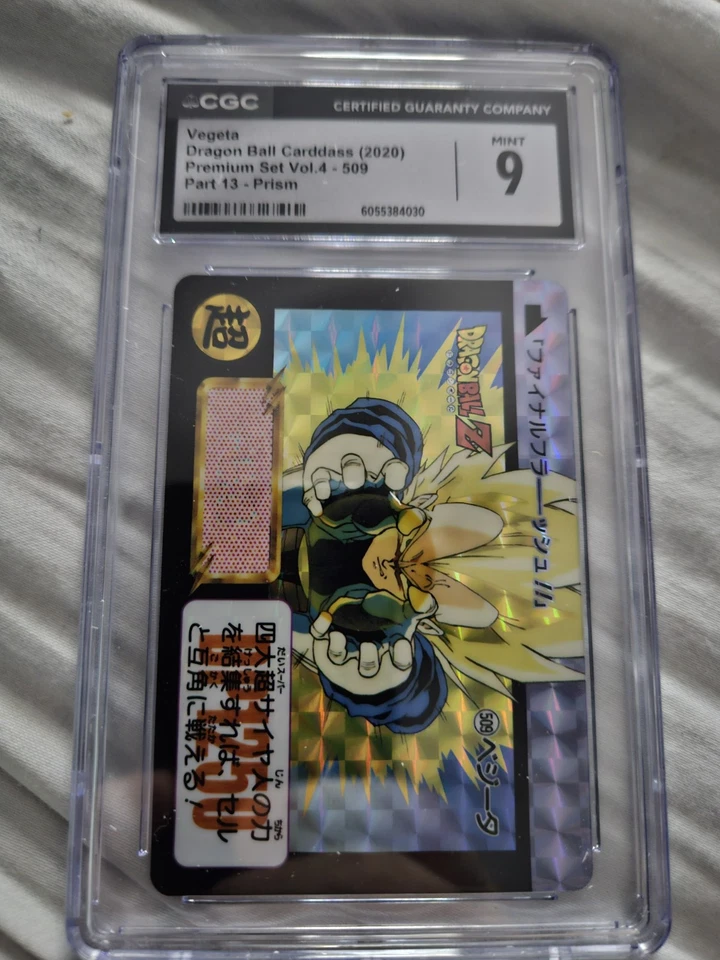 CGC
CERTIFIED GUARANTY COMPANY
Vegeta
Dragon Ball Carddass (2020)
Premium Set Vol.4 - 509
Part 13 - Prism
MINT
9
6055384030
「ファイナルフラーーッシュ!!」
DRAGON BALL Z
超
509 ベジータ
四大超サイヤ人の力
を結集すれば、セル
と互角に戦える!